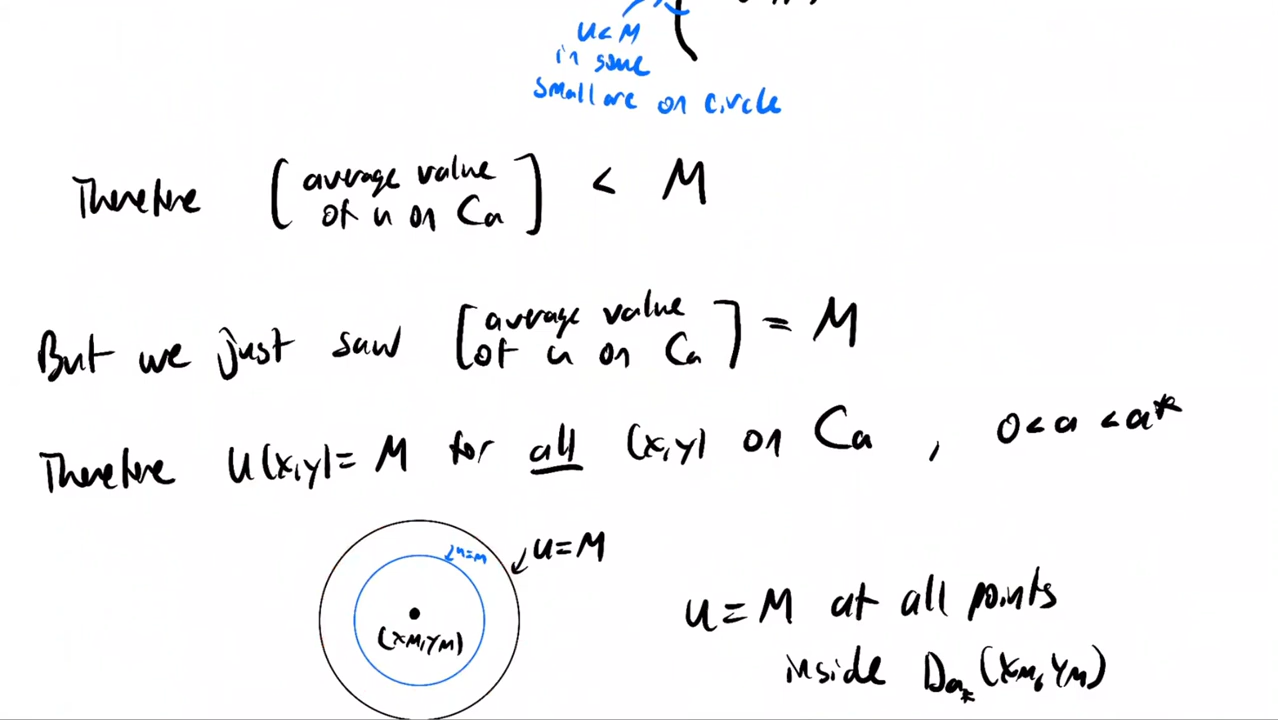 u<M
in some
small arc on circle
Therefore [average value of u on Ca] < M
But we just saw [average value of u on Ca] = M
Therefore u(x,y)=M for all (x,y) on Ca , 0<a<a*
u=M
u=M
(xM,yM)
u=M at all points
inside Da*(xM,yM)